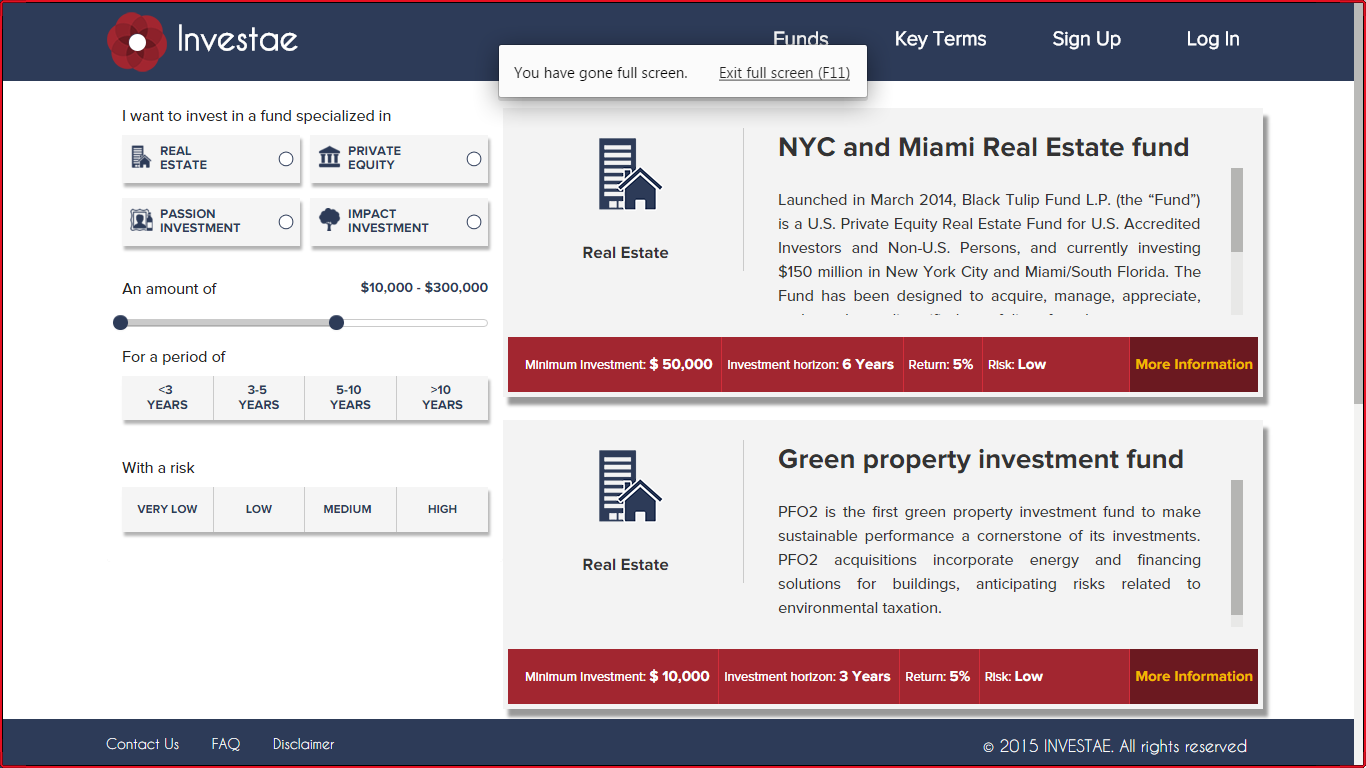 Investae
Funds
Key Terms
Sign Up
Log In
You have gone full screen.
Exit full screen (F11)
I want to invest in a fund specialized in
REAL
ESTATE
PRIVATE
EQUITY
PASSION
INVESTMENT
IMPACT
INVESTMENT
An amount of
$10,000 - $300,000
For a period of
<3
YEARS
3-5
YEARS
5-10
YEARS
>10
YEARS
With a risk
VERY LOW
LOW
MEDIUM
HIGH
Real Estate
NYC and Miami Real Estate fund
Launched in March 2014, Black Tulip Fund L.P. (the “Fund”)
is a U.S. Private Equity Real Estate Fund for U.S. Accredited
Investors and Non-U.S. Persons, and currently investing
$150 million in New York City and Miami/South Florida. The
Fund has been designed to acquire, manage, appreciate,
Minimum Investment: $ 50,000
Investment horizon: 6 Years
Return: 5%
Risk: Low
More Information
Real Estate
Green property investment fund
PFO2 is the first green property investment fund to make
sustainable performance a cornerstone of its investments.
PFO2 acquisitions incorporate energy and financing
solutions for buildings, anticipating risks related to
environmental taxation.
Minimum Investment: $ 10,000
Investment horizon: 3 Years
Return: 5%
Risk: Low
More Information
Contact Us
FAQ
Disclaimer
© 2015 INVESTAE. All rights reserved